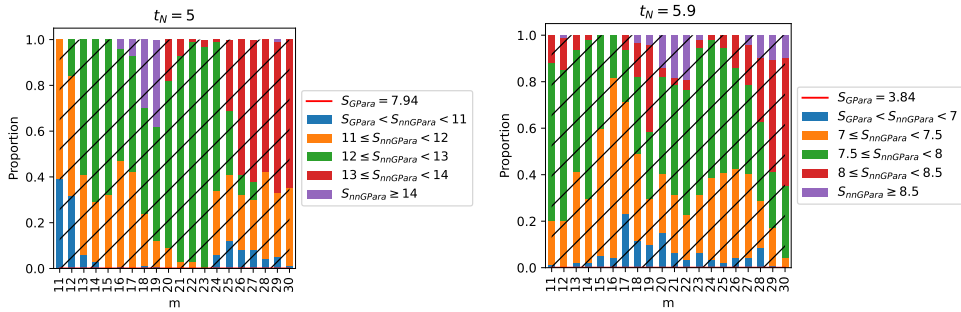 t_N = 5
Proportion
1.0
0.8
0.6
0.4
0.2
0.0
11 12 13 14 15 16 17 18 19 20 21 22 23 24 25 26 27 28 29 30
m
S_GPara = 7.94
S_GPara < S_nnGPara < 11
11 ≤ S_nnGPara < 12
12 ≤ S_nnGPara < 13
13 ≤ S_nnGPara < 14
S_nnGPara ≥ 14
t_N = 5.9
Proportion
1.0
0.8
0.6
0.4
0.2
0.0
11 12 13 14 15 16 17 18 19 20 21 22 23 24 25 26 27 28 29 30
m
S_GPara = 3.84
S_GPara < S_nnGPara < 7
7 ≤ S_nnGPara < 7.5
7.5 ≤ S_nnGPara < 8
8 ≤ S_nnGPara < 8.5
S_nnGPara ≥ 8.5